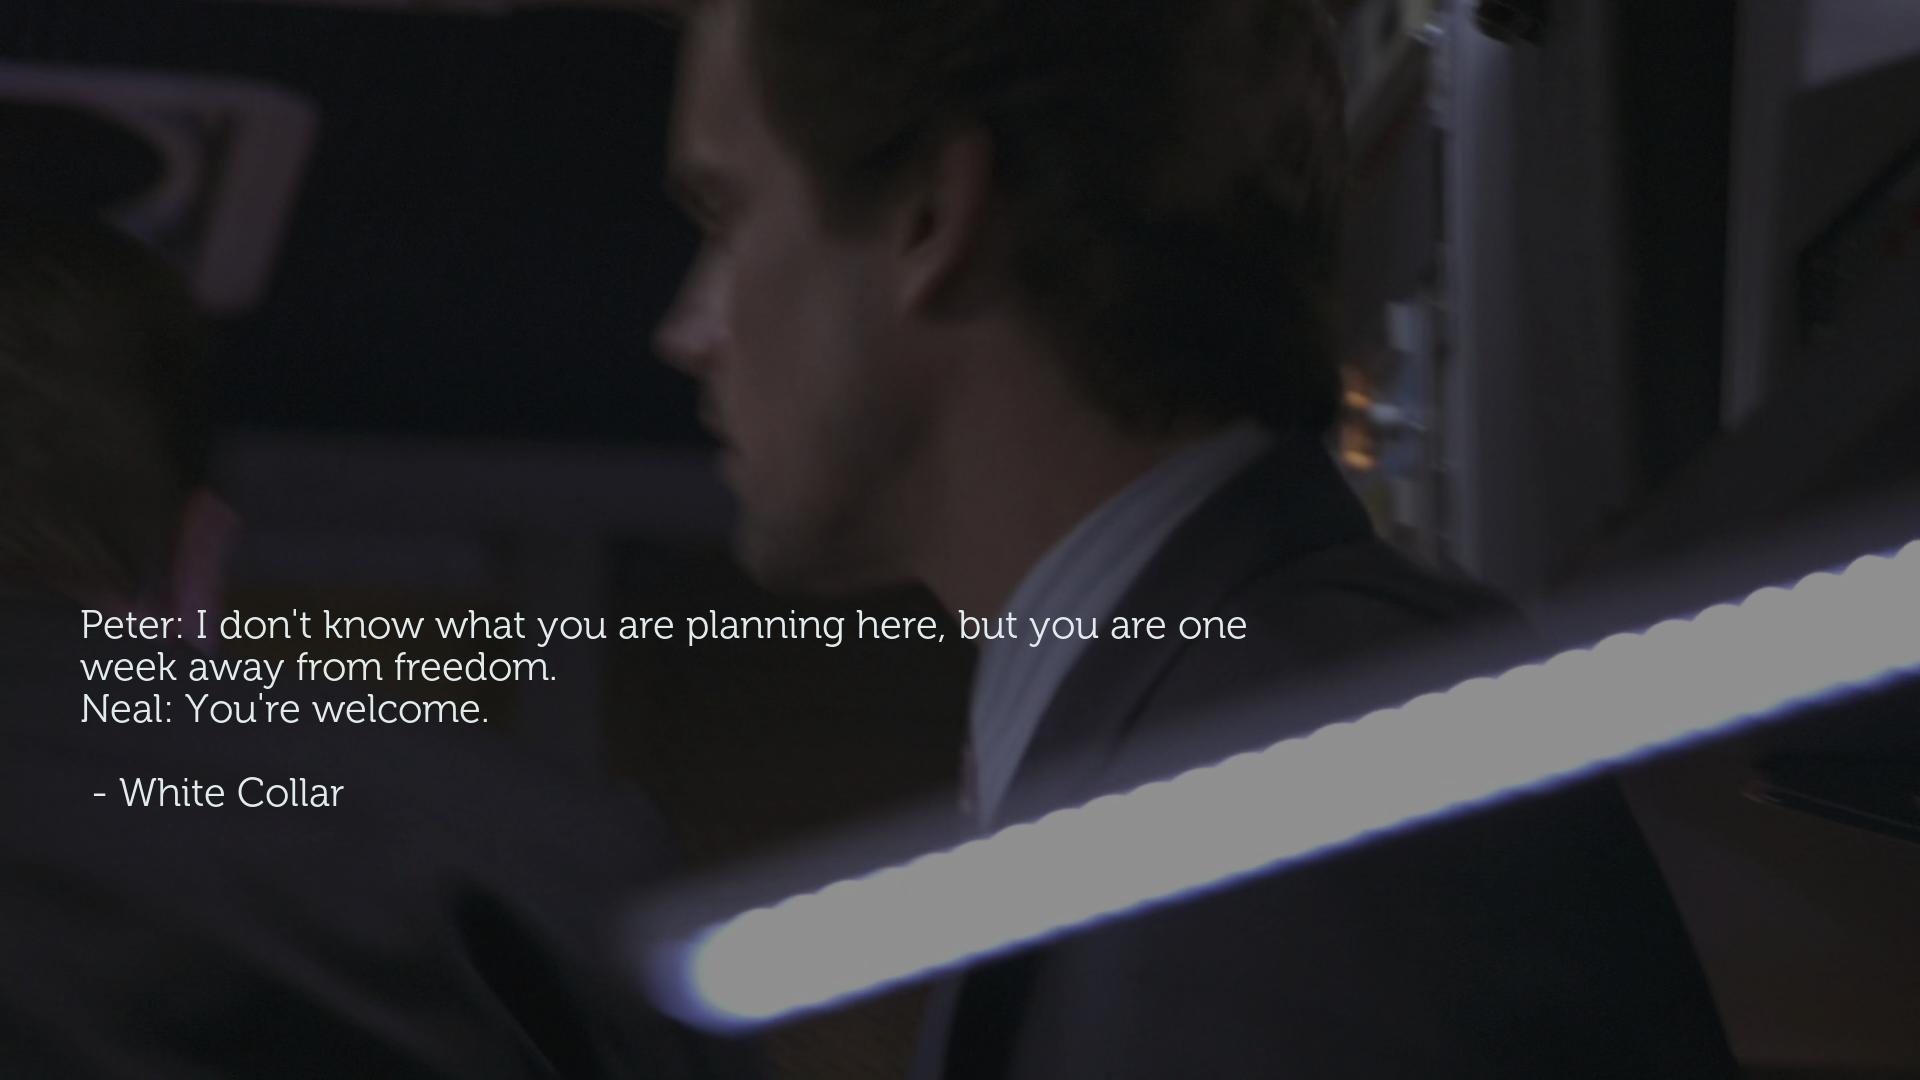 Peter: I don't know what you are planning here, but you are one
week away from freedom.
Neal: You're welcome.
- White Collar